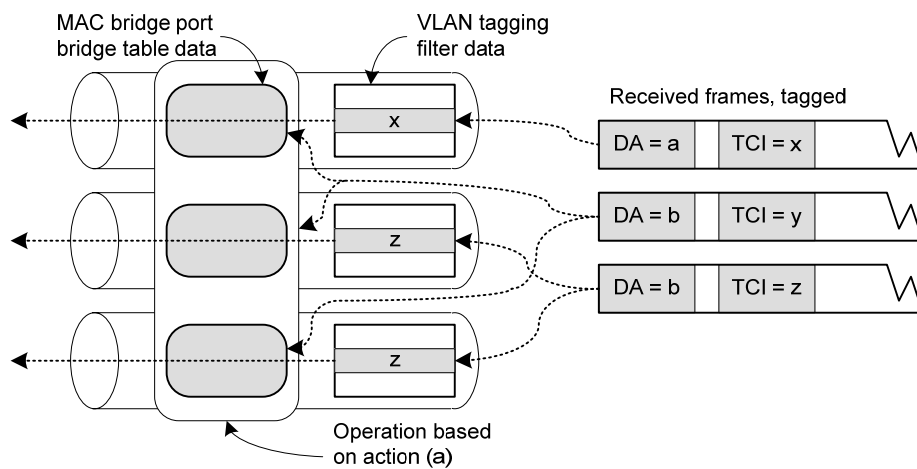 MAC bridge port
bridge table data
VLAN tagging
filter data
Received frames, tagged
x
DA = a
TCI = x
DA = b
TCI = y
z
DA = b
TCI = z
z
Operation based
on action (a)